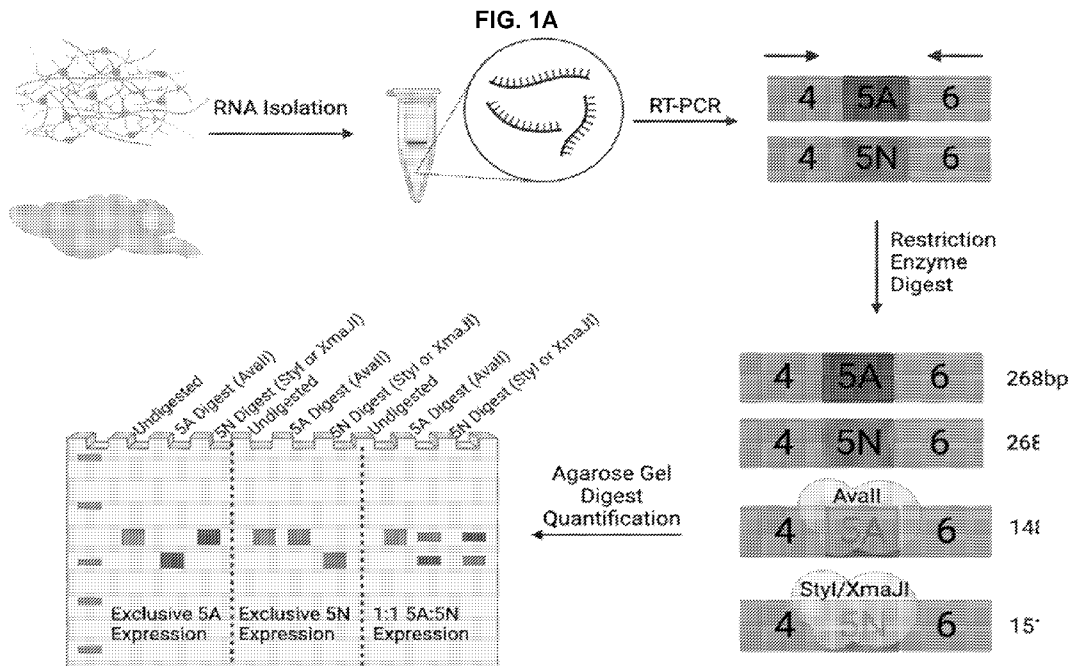 FIG. 1A
RNA Isolation
RT-PCR
4 5A 6
4 5N 6
Restriction
Enzyme
Digest
4 5A 6 268bp
4 5N 6 268
AvaII
4 5A 6 148
StyI/XmaJI
4 5N 6 151
Agarose Gel
Digest
Quantification
Undigested
5A Digest (AvaII)
5N Digest (StyI or XmaJI)
Undigested
5A Digest (AvaII)
5N Digest (StyI or XmaJI)
Undigested
5A Digest (AvaII)
5N Digest (StyI or XmaJI)
Exclusive 5A
Expression
Exclusive 5N
Expression
1:1 5A:5N
Expression